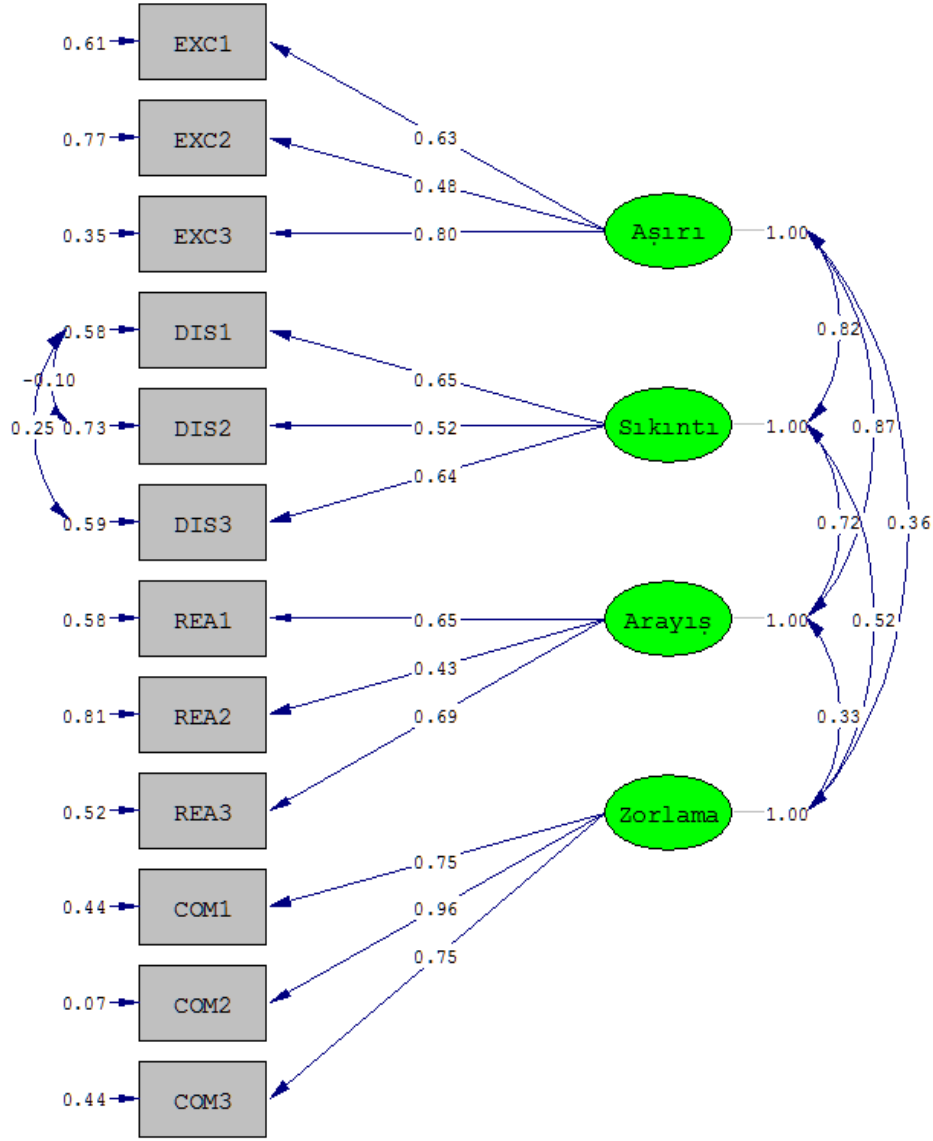 0.61 EXC1
0.63
0.77 EXC2
0.48
0.35 EXC3 0.80 Aşırı 1.00
0.58 DIS1 0.82
-0.10 0.65
0.25 0.73 DIS2 0.52 Sıkıntı 1.00 0.87
0.64
0.59 DIS3 0.72 0.36
0.58 REA1 0.65 Arayış 1.00 0.52
0.43
0.81 REA2 0.69 0.33
0.52 REA3 Zorlama 1.00
0.75
0.44 COM1 0.96
0.75
0.07 COM2
0.44 COM3